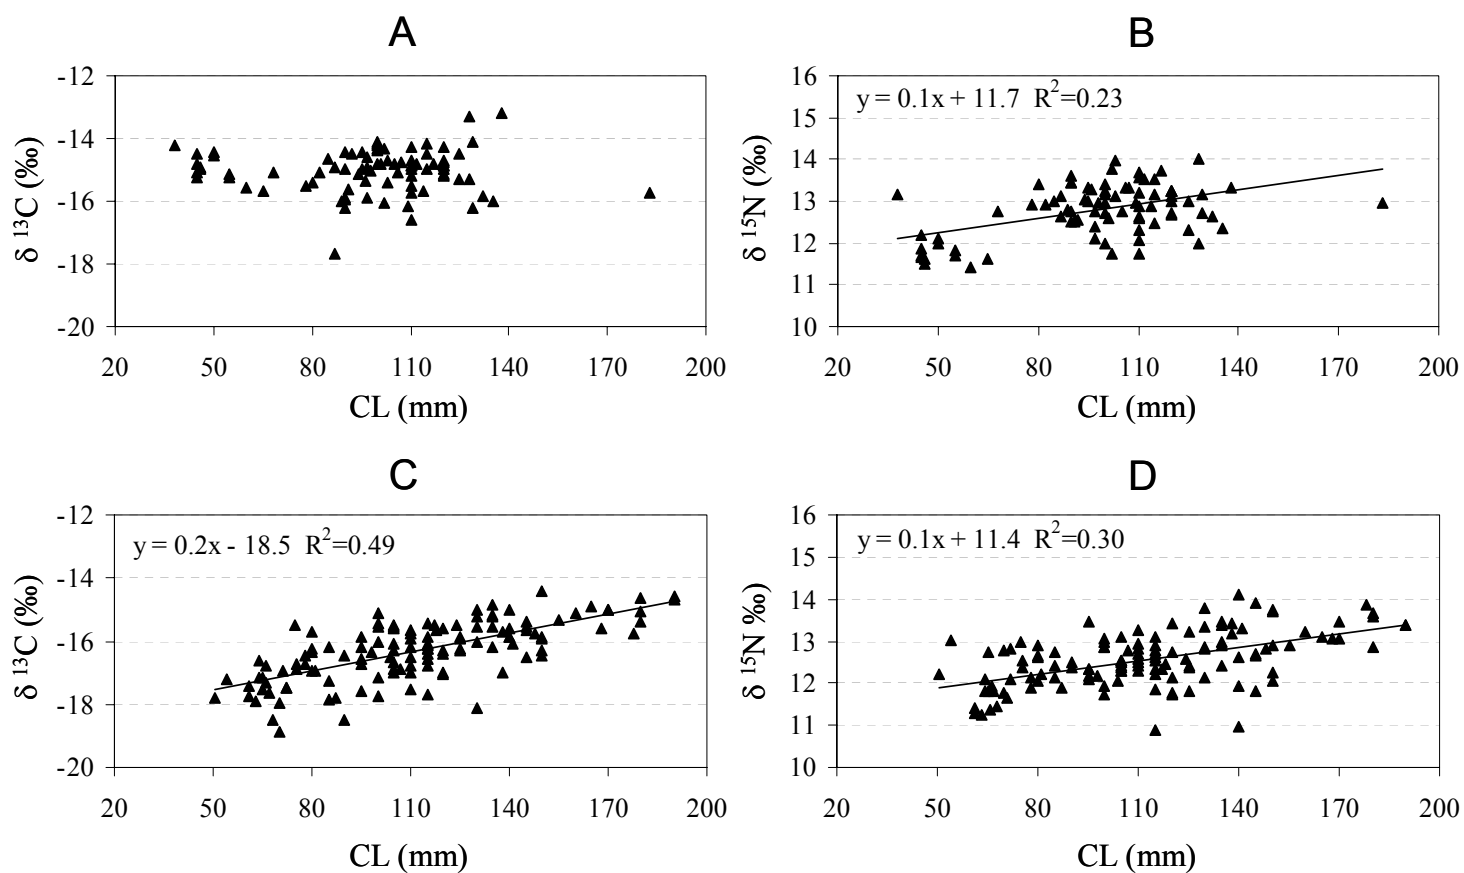 A
B
-12
-14
-16
-18
-20
δ ¹³C (‰)
20 50 80 110 140 170 200
CL (mm)
y = 0.1x + 11.7 R²=0.23
16
15
14
13
12
11
10
δ ¹⁵N (‰)
20 50 80 110 140 170 200
CL (mm)
C
D
y = 0.2x - 18.5 R²=0.49
-12
-14
-16
-18
-20
δ ¹³C (‰)
20 50 80 110 140 170 200
CL (mm)
y = 0.1x + 11.4 R²=0.30
16
15
14
13
12
11
10
δ ¹⁵N ‰)
20 50 80 110 140 170 200
CL (mm)